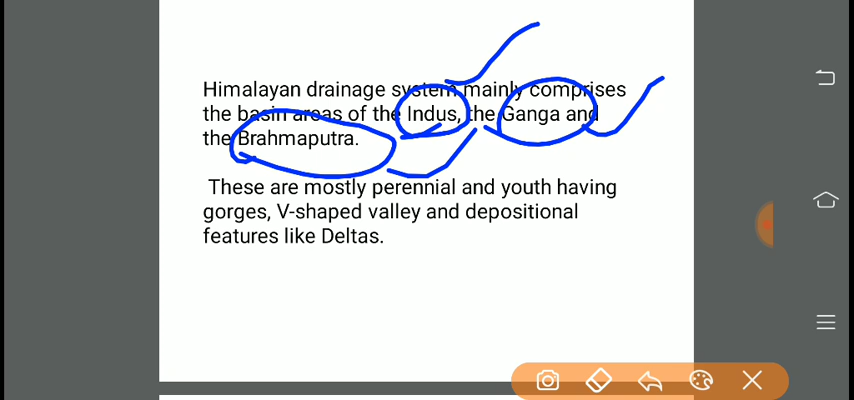 Himalayan drainage system mainly comprises
the basin areas of the Indus, the Ganga and
the Brahmaputra.
These are mostly perennial and youth having
gorges, V-shaped valley and depositional
features like Deltas.